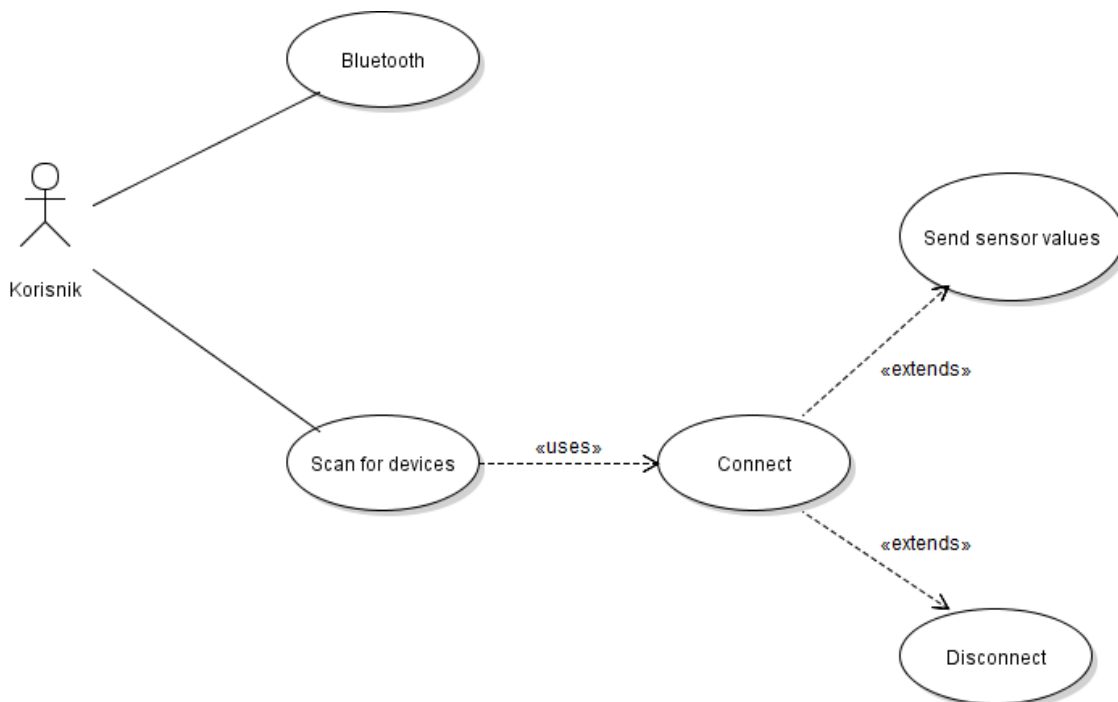 Bluetooth
Korisnik
Send sensor values
«extends»
Scan for devices
«uses»
Connect
«extends»
Disconnect